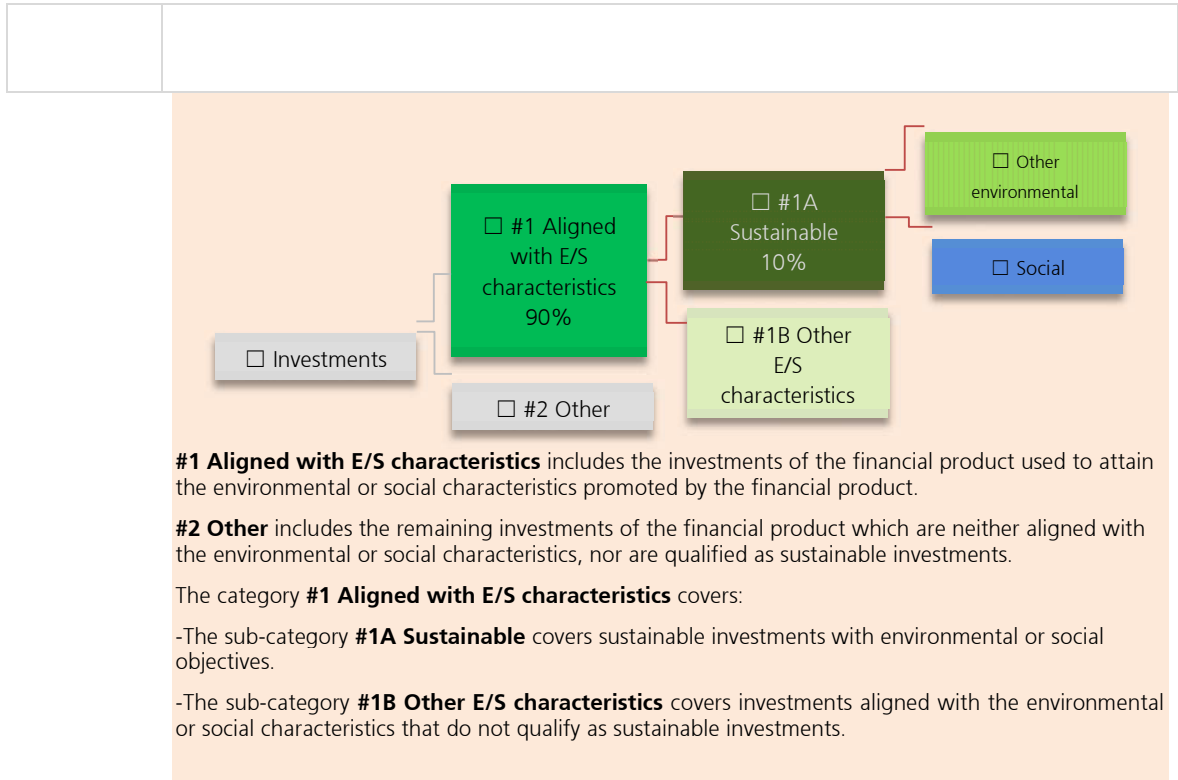 ☐ Other
environmental
☐ #1A
Sustainable
10%
☐ #1 Aligned
with E/S
characteristics
90%
☐ Social
☐ #1B Other
E/S
characteristics
☐ Investments
☐ #2 Other
#1 Aligned with E/S characteristics includes the investments of the financial product used to attain
the environmental or social characteristics promoted by the financial product.
#2 Other includes the remaining investments of the financial product which are neither aligned with
the environmental or social characteristics, nor are qualified as sustainable investments.
The category #1 Aligned with E/S characteristics covers:
-The sub-category #1A Sustainable covers sustainable investments with environmental or social
objectives.
-The sub-category #1B Other E/S characteristics covers investments aligned with the environmental
or social characteristics that do not qualify as sustainable investments.